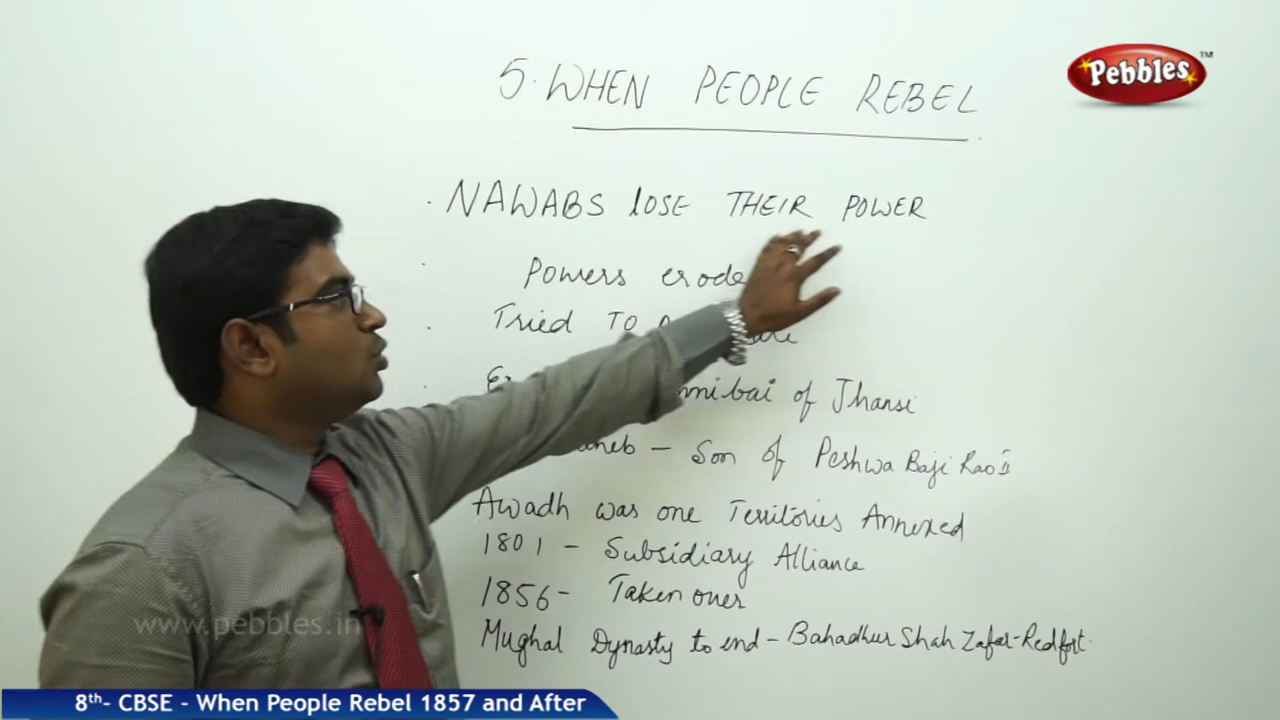 Pebbles™
5. WHEN PEOPLE REBEL
. NAWABS lOSE THEIR POWER
Powers erode
Tried TO
of Jhansi
– Son of Peshwa Baji Rao II
Awadh was one Territories Annexed
1801 – Subsidiary Alliance
1856 – Taken over
Mughal Dynasty to end – Bahadhur Shah Zafar – Redfort.
www.pebbles.in
8th- CBSE - When People Rebel 1857 and After